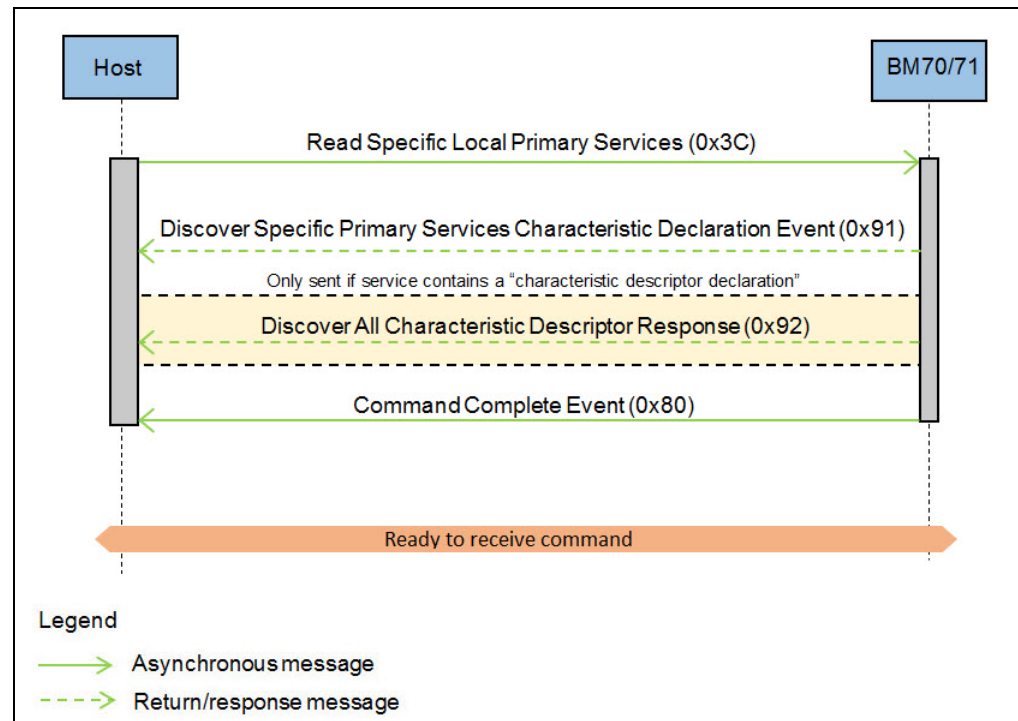 Host
BM70/71
Read Specific Local Primary Services (0x3C)
Discover Specific Primary Services Characteristic Declaration Event (0x91)
Only sent if service contains a “characteristic descriptor declaration”
Discover All Characteristic Descriptor Response (0x92)
Command Complete Event (0x80)
Ready to receive command
Legend
Asynchronous message
Return/response message